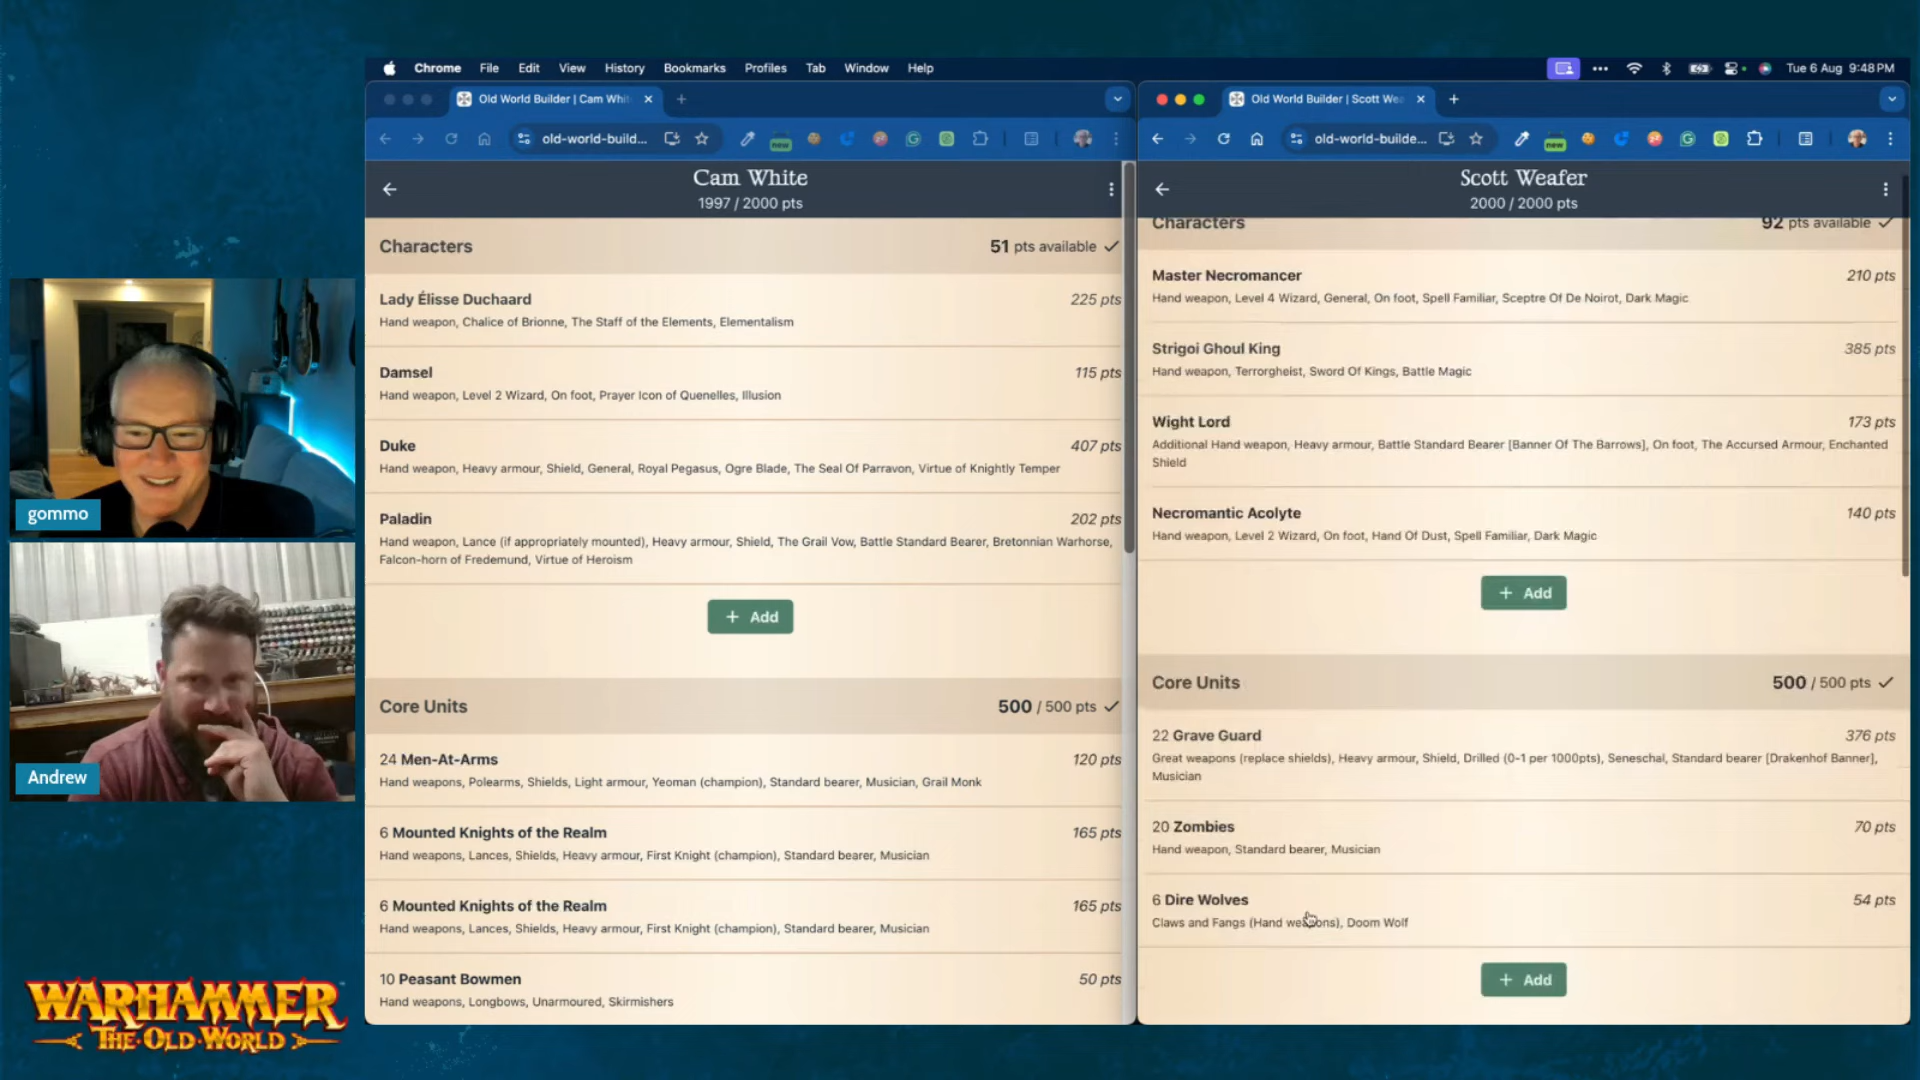 Chrome File Edit View History Bookmarks Profiles Tab Window Help
Tue 6 Aug 9:48 PM
Old World Builder | Cam Whit
old-world-build...
new
Cam White
1997 / 2000 pts
Characters
51 pts available
Lady Élisse Duchaard
225 pts
Hand weapon, Chalice of Brionne, The Staff of the Elements, Elementalism
Damsel
115 pts
Hand weapon, Level 2 Wizard, On foot, Prayer Icon of Quenelles, Illusion
Duke
407 pts
Hand weapon, Heavy armour, Shield, General, Royal Pegasus, Ogre Blade, The Seal Of Parravon, Virtue of Knightly Temper
Paladin
202 pts
Hand weapon, Lance (if appropriately mounted), Heavy armour, Shield, The Grail Vow, Battle Standard Bearer, Bretonnian Warhorse,
Falcon-horn of Fredemund, Virtue of Heroism
+ Add
Core Units
500 / 500 pts
24 Men-At-Arms
120 pts
Hand weapons, Polearms, Shields, Light armour, Yeoman (champion), Standard bearer, Musician, Grail Monk
6 Mounted Knights of the Realm
165 pts
Hand weapons, Lances, Shields, Heavy armour, First Knight (champion), Standard bearer, Musician
6 Mounted Knights of the Realm
165 pts
Hand weapons, Lances, Shields, Heavy armour, First Knight (champion), Standard bearer, Musician
10 Peasant Bowmen
50 pts
Hand weapons, Longbows, Unarmoured, Skirmishers
Old World Builder | Scott Wea
old-world-builde...
new
Scott Weafer
2000 / 2000 pts
Characters
92 pts available
Master Necromancer
210 pts
Hand weapon, Level 4 Wizard, General, On foot, Spell Familiar, Sceptre Of De Noirot, Dark Magic
Strigoi Ghoul King
385 pts
Hand weapon, Terrorgheist, Sword Of Kings, Battle Magic
Wight Lord
173 pts
Additional Hand weapon, Heavy armour, Battle Standard Bearer [Banner Of The Barrows], On foot, The Accursed Armour, Enchanted
Shield
Necromantic Acolyte
140 pts
Hand weapon, Level 2 Wizard, On foot, Hand Of Dust, Spell Familiar, Dark Magic
+ Add
Core Units
500 / 500 pts
22 Grave Guard
376 pts
Great weapons (replace shields), Heavy armour, Shield, Drilled (0-1 per 1000pts), Seneschal, Standard bearer [Drakenhof Banner],
Musician
20 Zombies
70 pts
Hand weapon, Standard bearer, Musician
6 Dire Wolves
54 pts
Claws and Fangs (Hand weapons), Doom Wolf
+ Add
gommo
Andrew
WARHAMMER
THE·OLD·WORLD